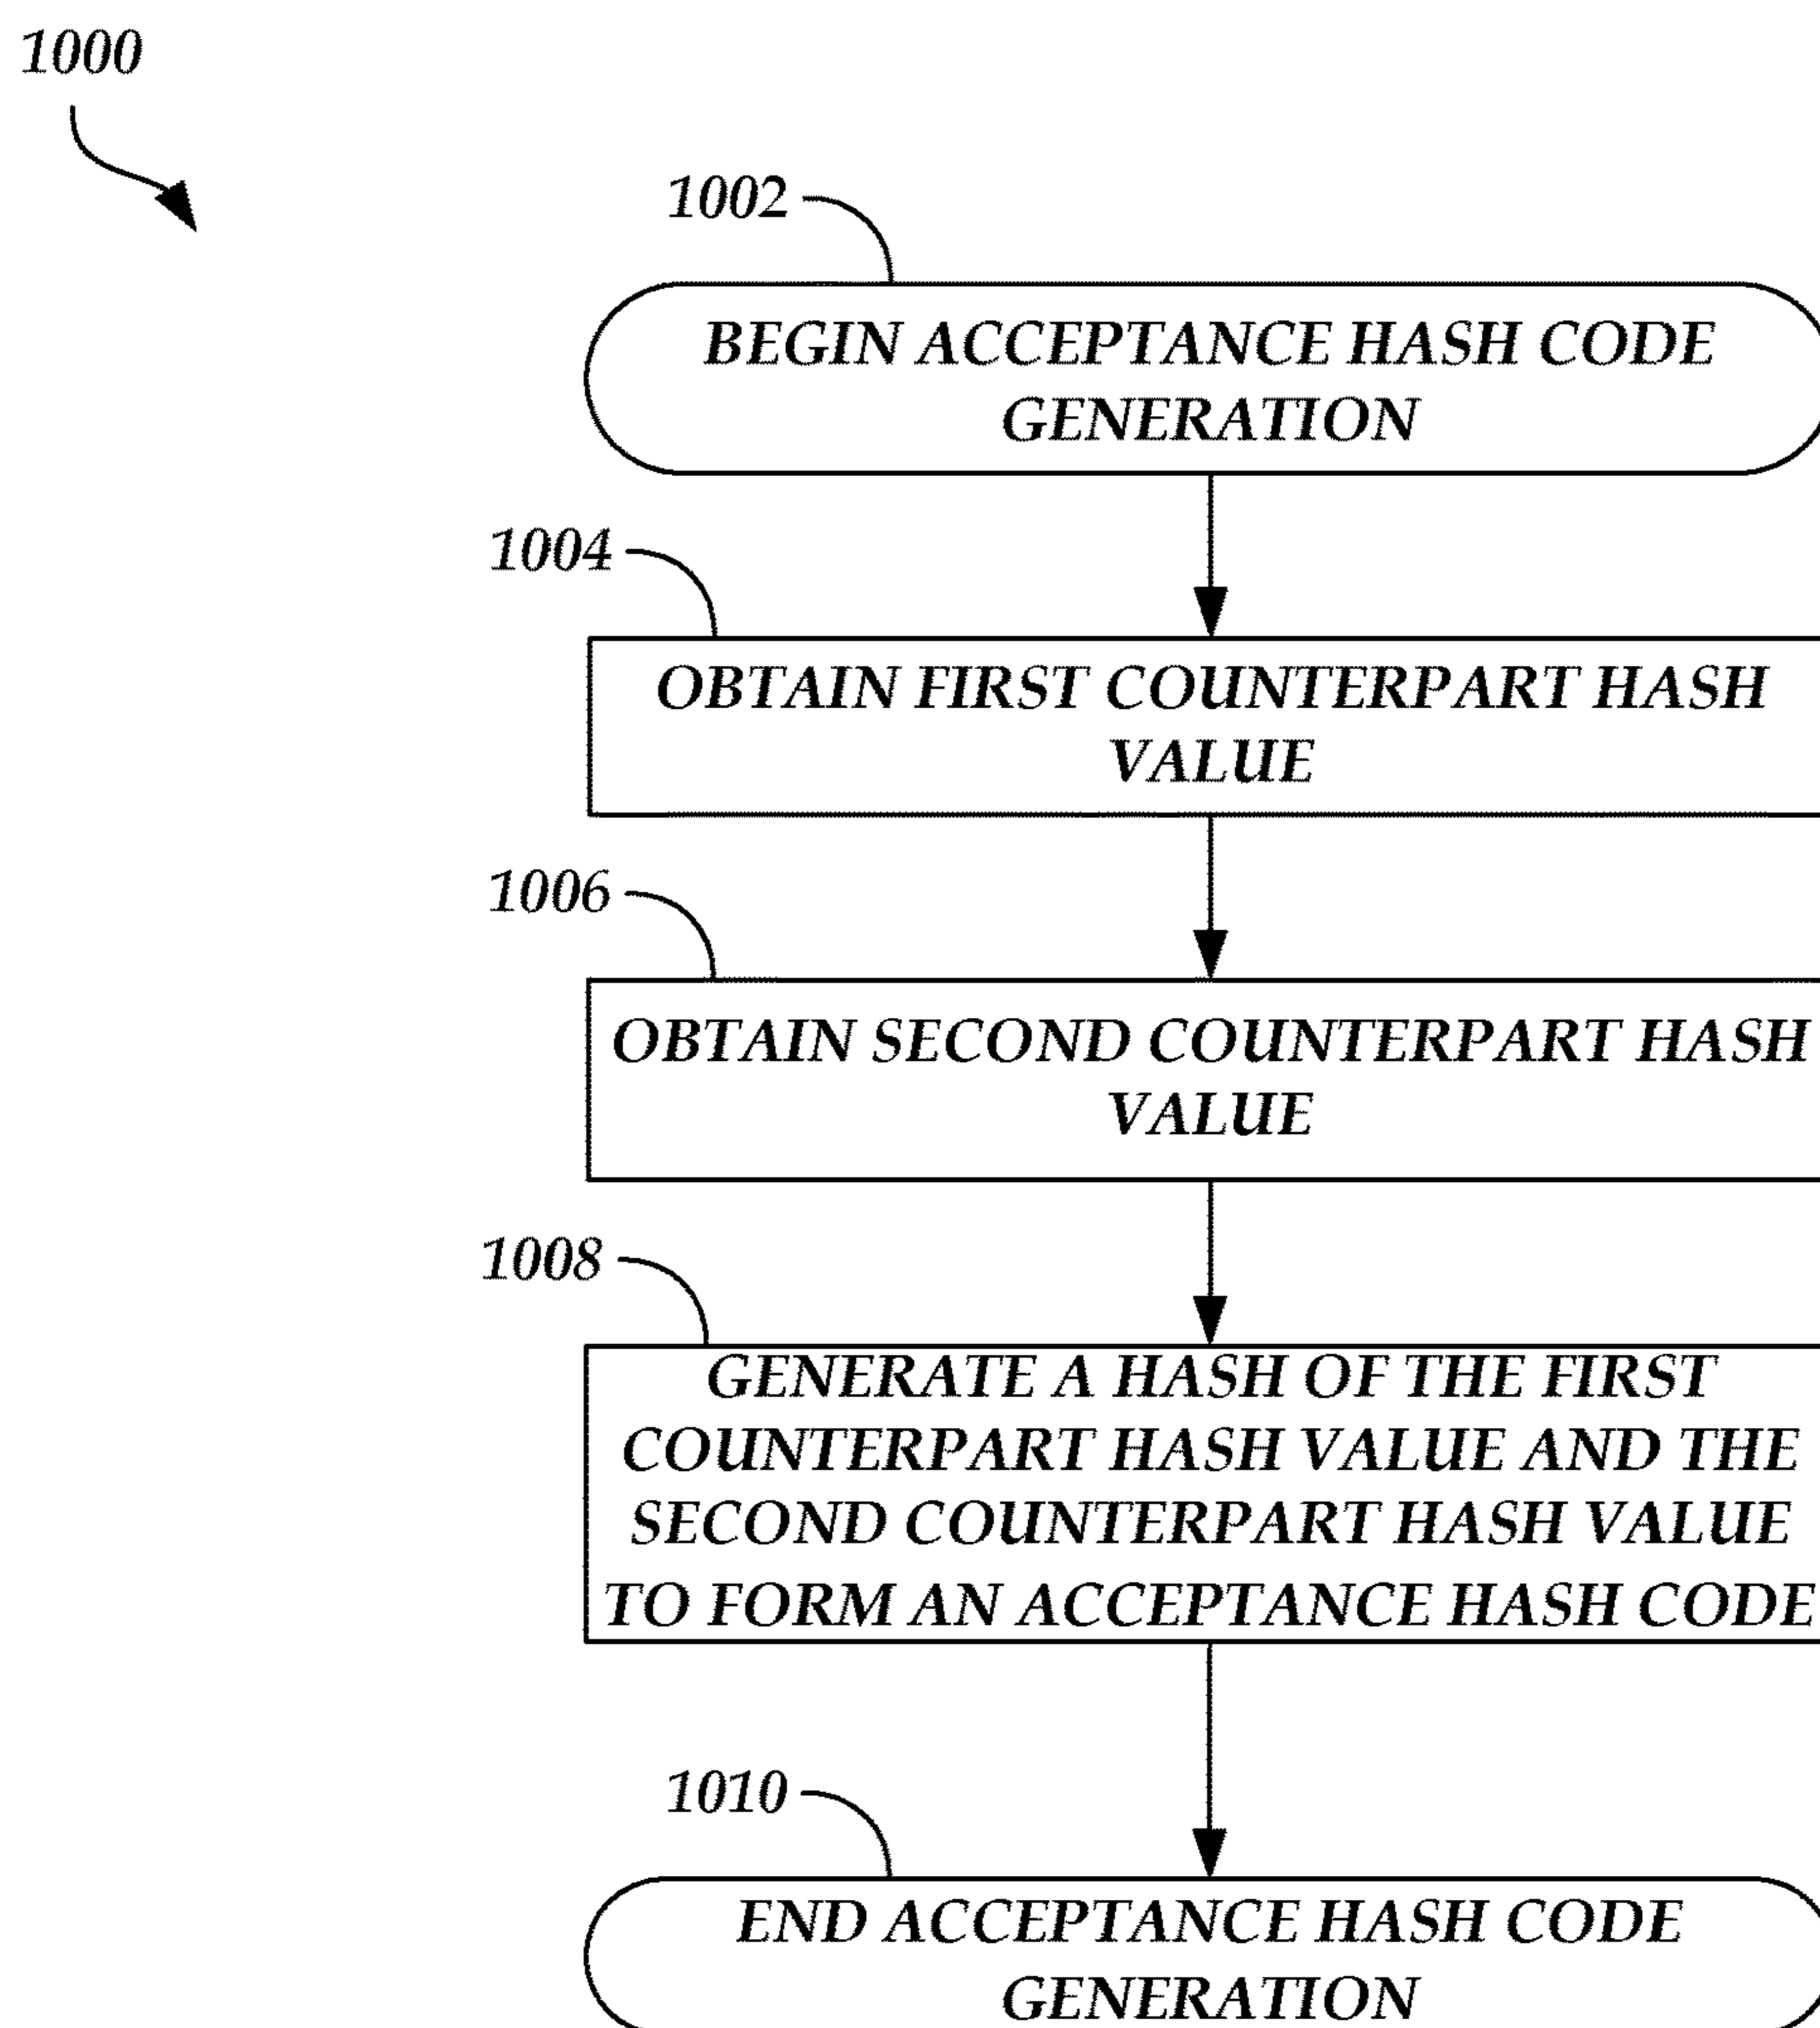 1000
1002
BEGIN ACCEPTANCE HASH CODE
GENERATION
1004
OBTAIN FIRST COUNTERPART HASH
VALUE
1006
OBTAIN SECOND COUNTERPART HASH
VALUE
1008
GENERATE A HASH OF THE FIRST
COUNTERPART HASH VALUE AND THE
SECOND COUNTERPART HASH VALUE
TO FORM AN ACCEPTANCE HASH CODE
1010
END ACCEPTANCE HASH CODE
GENERATION